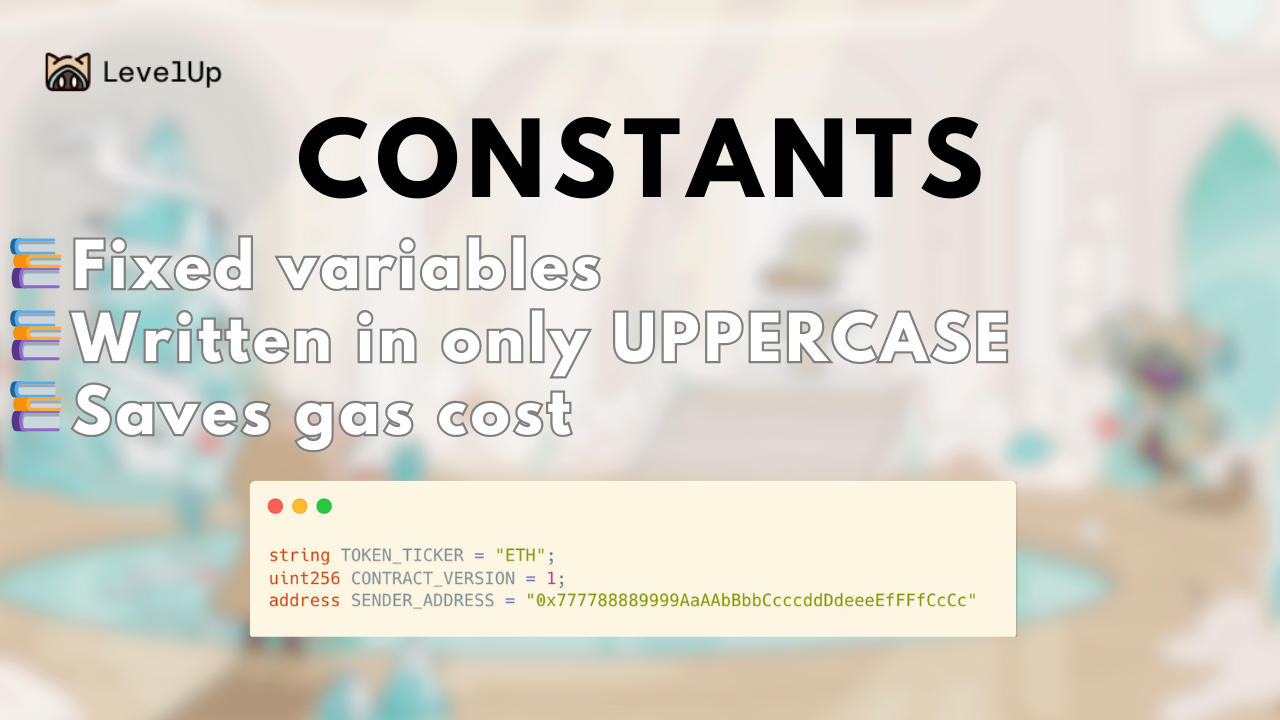 LevelUp
CONSTANTS
Fixed variables
Written in only UPPERCASE
Saves gas cost
string TOKEN_TICKER = "ETH";
uint256 CONTRACT_VERSION = 1;
address SENDER_ADDRESS = "0x777788889999AaAAbBbbCcccddDdeeeEfFFfCcCc"